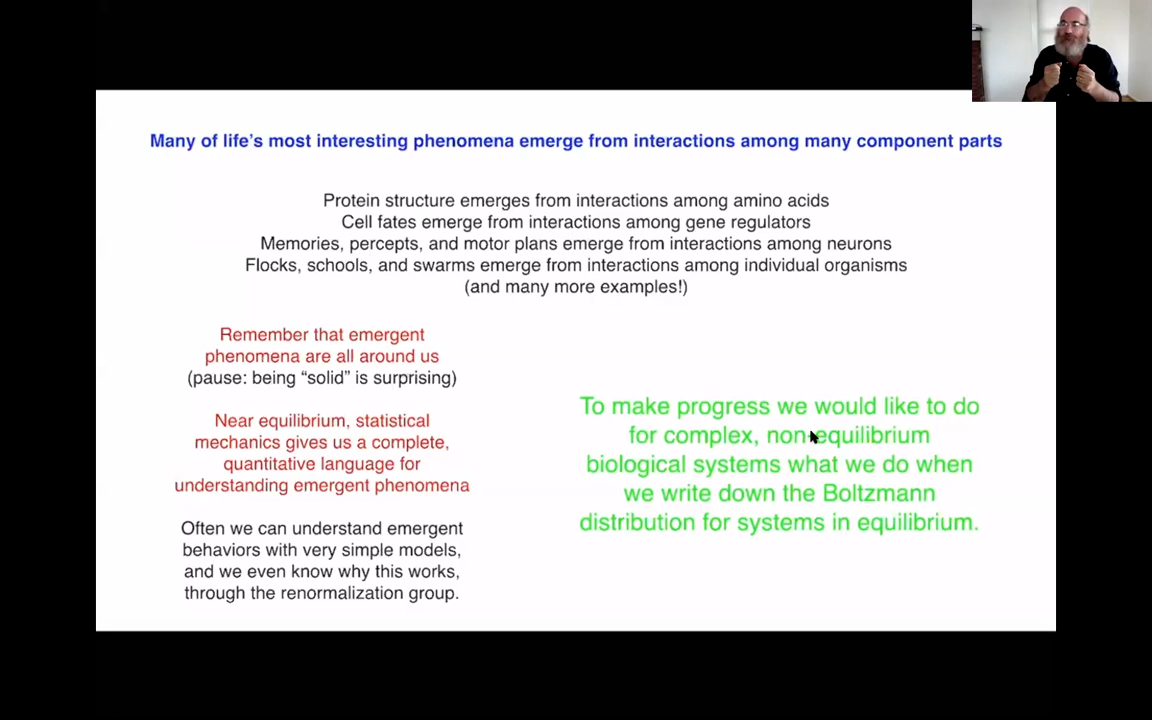 Many of life's most interesting phenomena emerge from interactions among many component parts
Protein structure emerges from interactions among amino acids
Cell fates emerge from interactions among gene regulators
Memories, percepts, and motor plans emerge from interactions among neurons
Flocks, schools, and swarms emerge from interactions among individual organisms
(and many more examples!)
Remember that emergent
phenomena are all around us
(pause: being “solid” is surprising)
Near equilibrium, statistical
mechanics gives us a complete,
quantitative language for
understanding emergent phenomena
Often we can understand emergent
behaviors with very simple models,
and we even know why this works,
through the renormalization group.
To make progress we would like to do
for complex, non-equilibrium
biological systems what we do when
we write down the Boltzmann
distribution for systems in equilibrium.